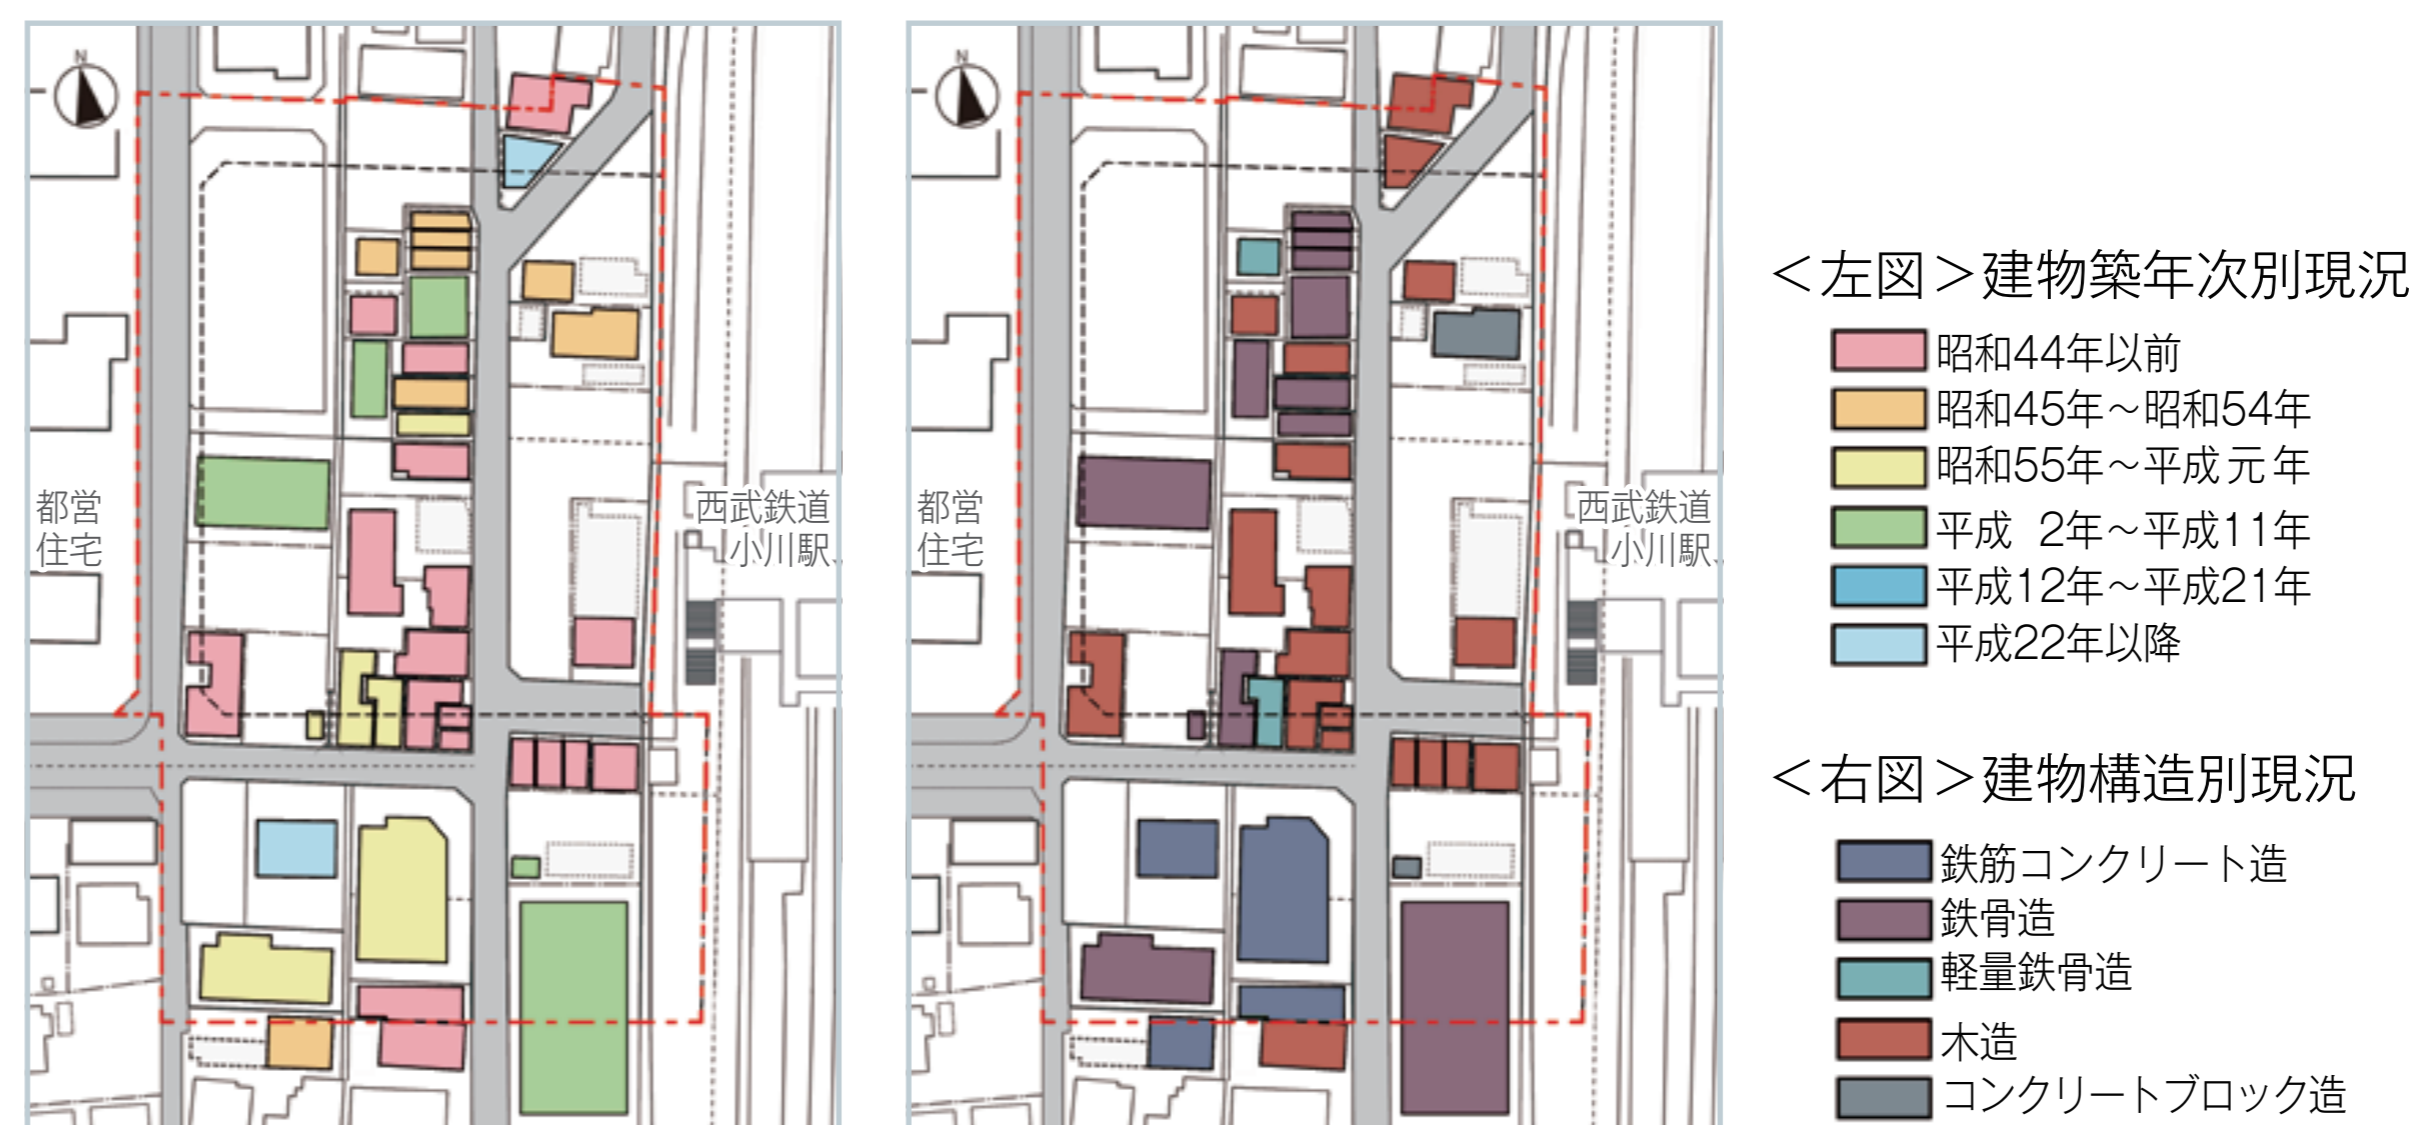 N
都営
住宅
西武鉄道
小川駅
N
都営
住宅
西武鉄道
小川駅
＜左図＞建物築年次別現況
昭和44年以前
昭和45年～昭和54年
昭和55年～平成元年
平成 2年～平成11年
平成12年～平成21年
平成22年以降
＜右図＞建物構造別現況
鉄筋コンクリート造
鉄骨造
軽量鉄骨造
木造
コンクリートブロック造